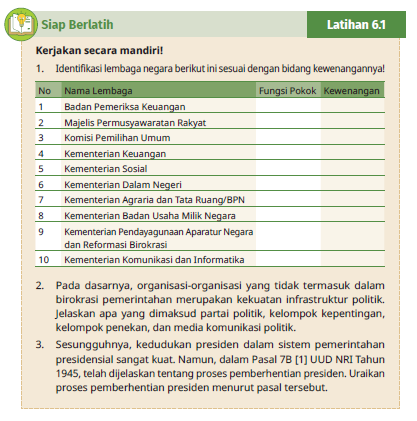 Siap Berlatih
Latihan 6.1
Kerjakan secara mandiri!
1. Identifikasi lembaga negara berikut ini sesuai dengan bidang kewenangannya!
No Nama Lembaga Fungsi Pokok Kewenangan
1 Badan Pemeriksa Keuangan
2 Majelis Permusyawaratan Rakyat
3 Komisi Pemilihan Umum
4 Kementerian Keuangan
5 Kementerian Sosial
6 Kementerian Dalam Negeri
7 Kementerian Agraria dan Tata Ruang/BPN
8 Kementerian Badan Usaha Milik Negara
9 Kementerian Pendayagunaan Aparatur Negara
dan Reformasi Birokrasi
10 Kementerian Komunikasi dan Informatika
2. Pada dasarnya, organisasi-organisasi yang tidak termasuk dalam
birokrasi pemerintahan merupakan kekuatan infrastruktur politik.
Jelaskan apa yang dimaksud partai politik, kelompok kepentingan,
kelompok penekan, dan media komunikasi politik.
3. Sesungguhnya, kedudukan presiden dalam sistem pemerintahan
presidensial sangat kuat. Namun, dalam Pasal 7B [1] UUD NRI Tahun
1945, telah dijelaskan tentang proses pemberhentian presiden. Uraikan
proses pemberhentian presiden menurut pasal tersebut.